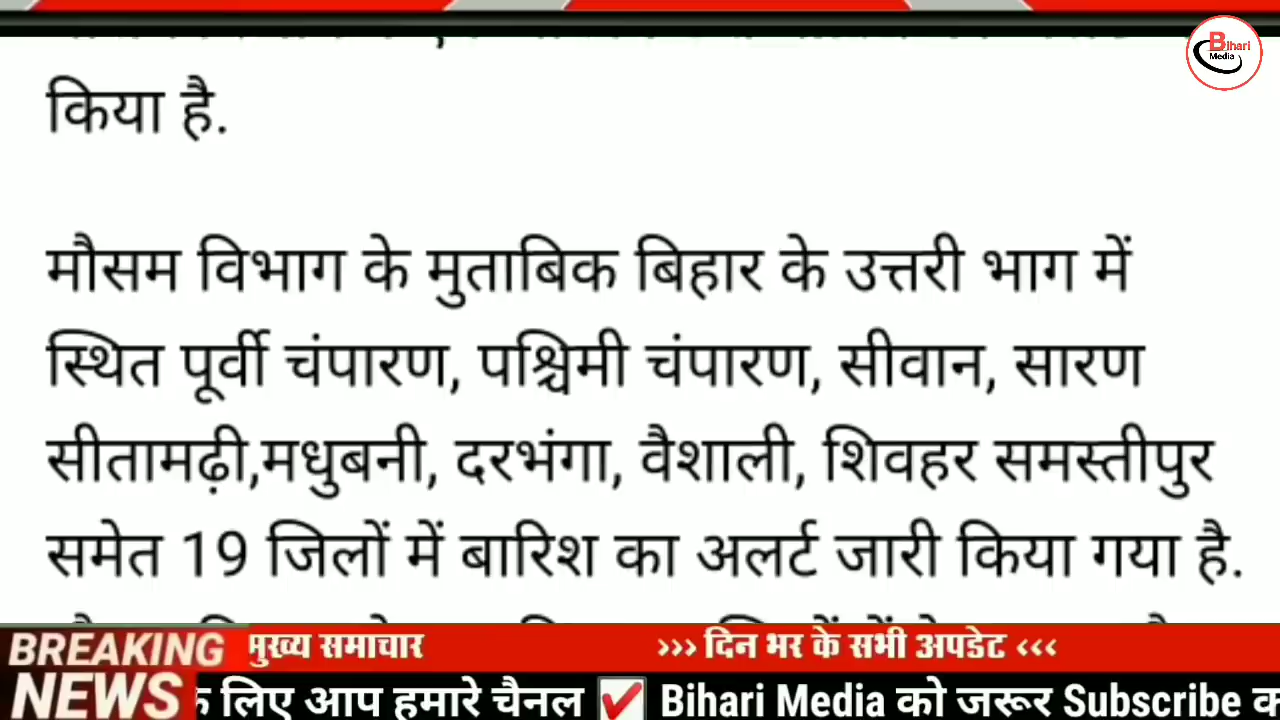 Bihari
Media
किया है.
मौसम विभाग के मुताबिक बिहार के उत्तरी भाग में
स्थित पूर्वी चंपारण, पश्चिमी चंपारण, सीवान, सारण
सीतामढ़ी,मधुबनी, दरभंगा, वैशाली, शिवहर समस्तीपुर
समेत 19 जिलों में बारिश का अलर्ट जारी किया गया है.
BREAKING
NEWS
मुख्य समाचार >>> दिन भर के सभी अपडेट <<<
लिए आप हमारे चैनल ✅ Bihari Media को जरूर Subscribe